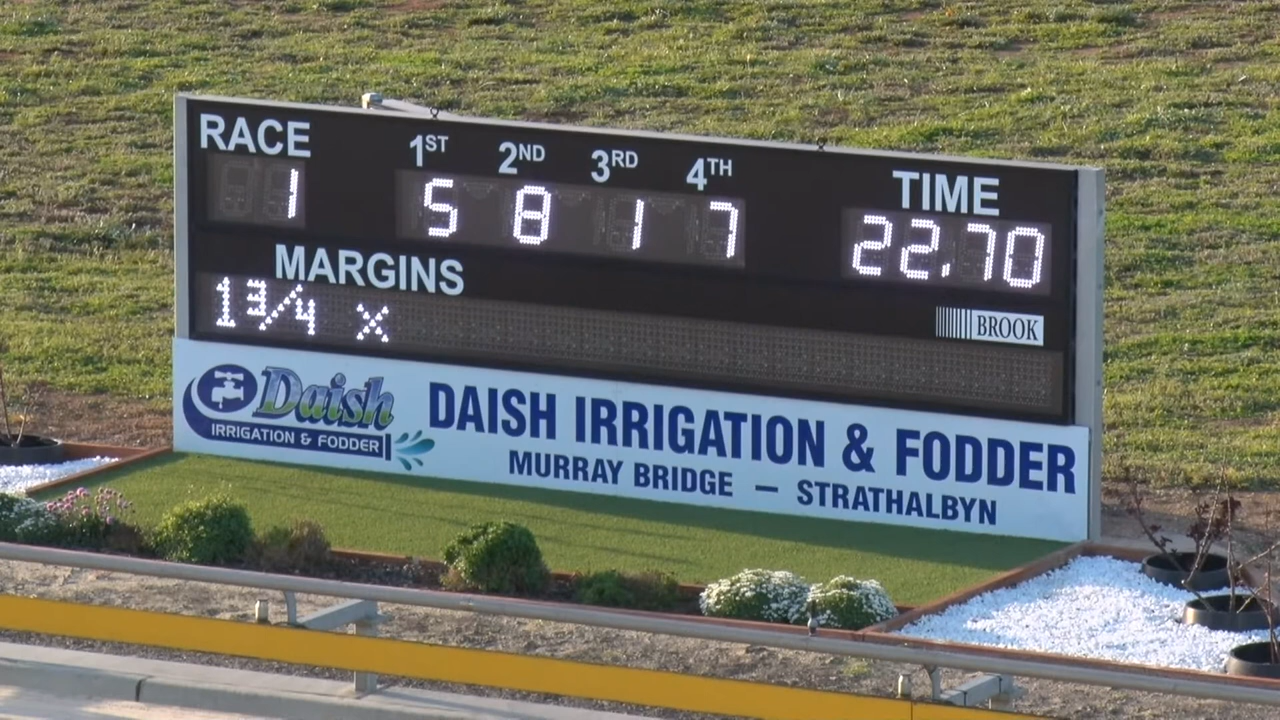 RACE 1ST 2ND 3RD 4TH TIME
1 5 8 1 7 22.70
MARGINS
1 3/4 X
BROOK
Daish
IRRIGATION & FODDER
DAISH IRRIGATION & FODDER
MURRAY BRIDGE – STRATHALBYN